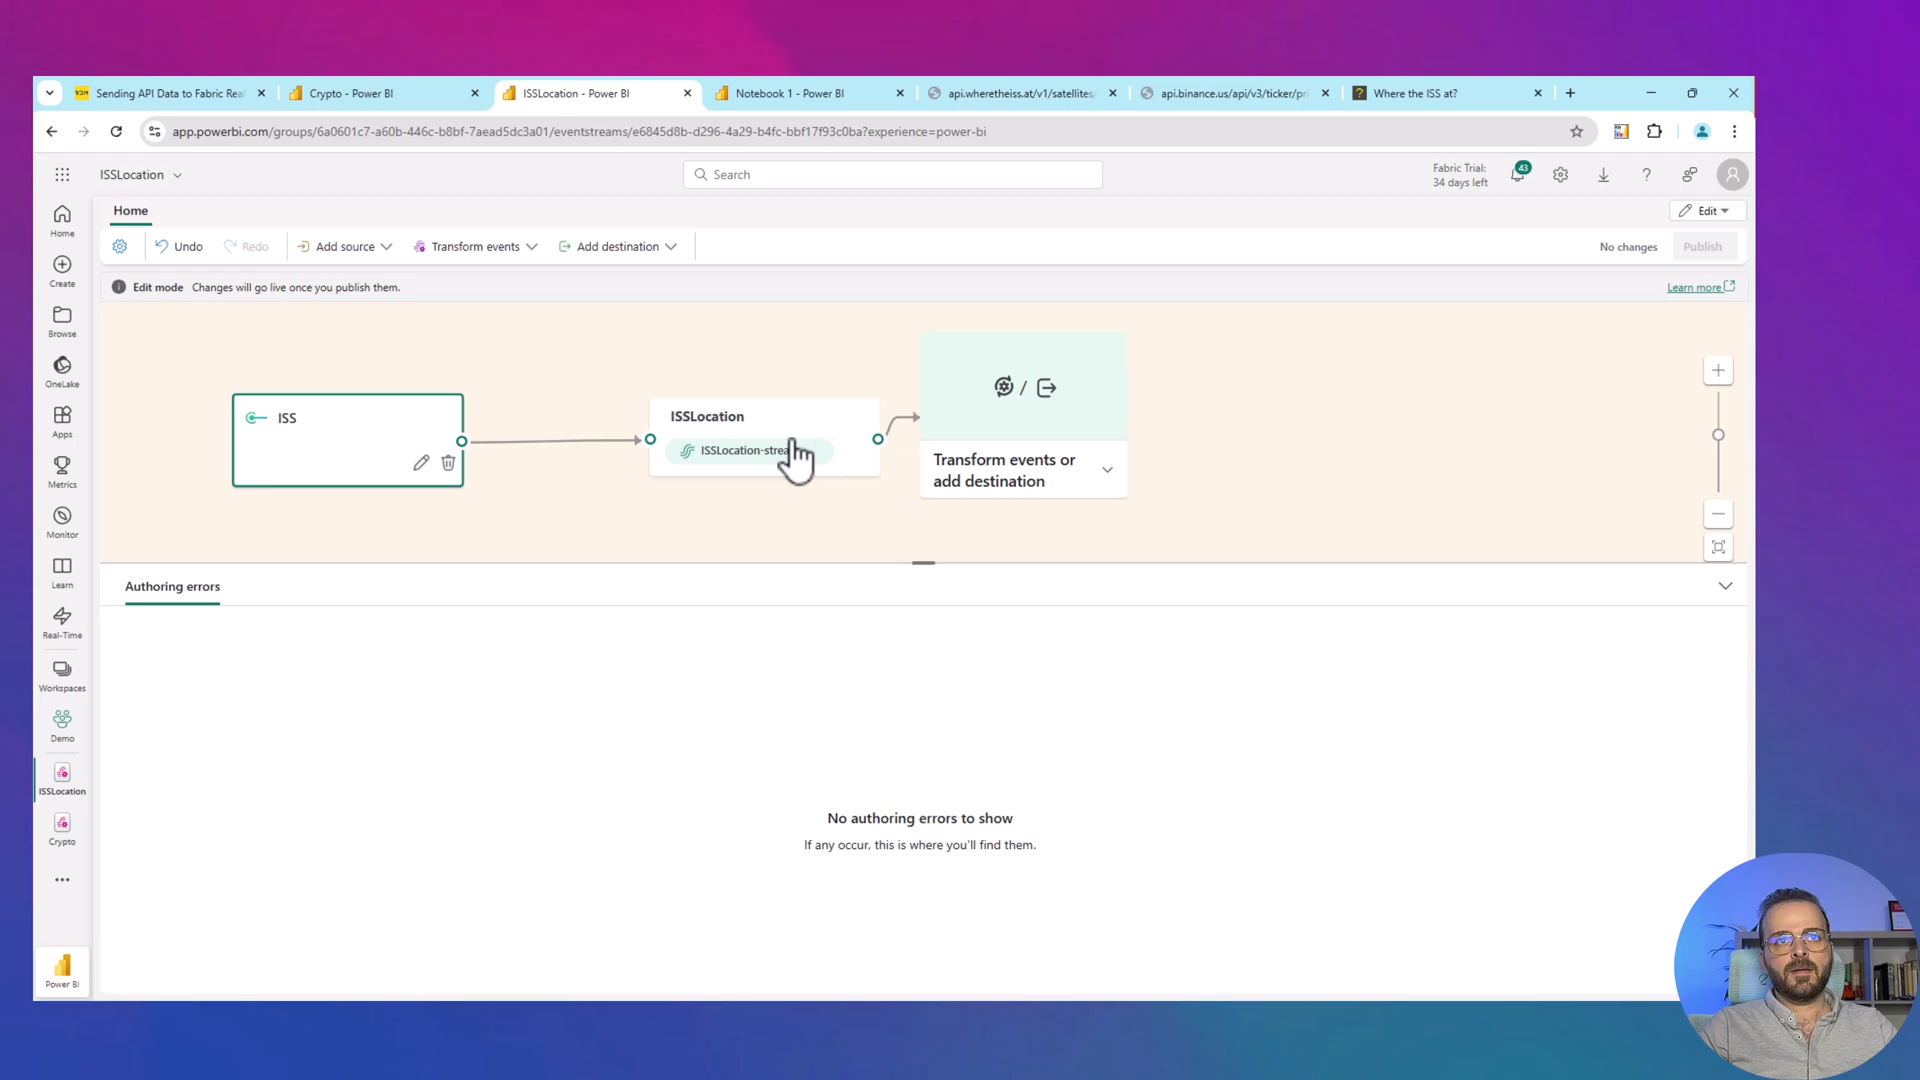 Sending API Data to Fabric Rea
Crypto - Power BI
ISSLocation - Power BI
Notebook 1 - Power BI
api.wheretheiss.at/v1/satellites/
api.binance.us/api/v3/ticker/pri
Where the ISS at?
app.powerbi.com/groups/6a0601c7-a60b-446c-b8bf-7aead5dc3a01/eventstreams/e6845d8b-d296-4a29-b4fc-bbf17f93c0ba?experience=power-bi
ISSLocation
Search
Fabric Trial:
34 days left
43
Home
Edit
Undo
Redo
Add source
Transform events
Add destination
No changes
Publish
Edit mode Changes will go live once you publish them.
Learn more
Home
Create
Browse
OneLake
Apps
Metrics
Monitor
Learn
Real-Time
Workspaces
Demo
ISSLocation
Crypto
Power BI
ISS
ISSLocation
ISSLocation-strea
Transform events or
add destination
Authoring errors
No authoring errors to show
If any occur, this is where you'll find them.